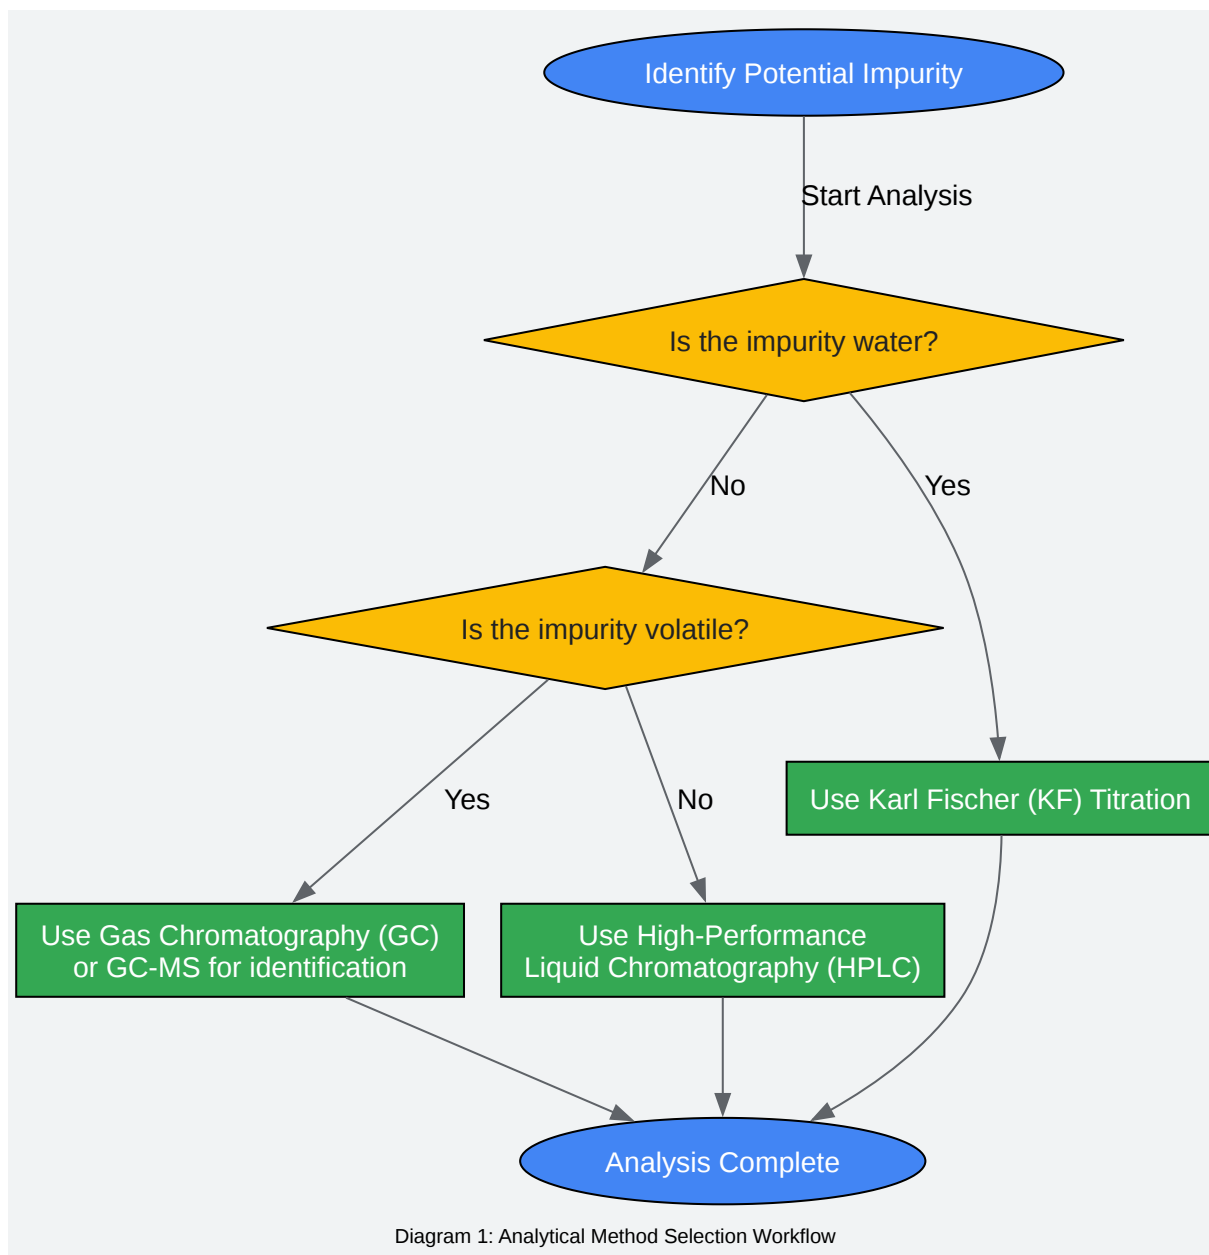 Identify Potential Impurity
Start Analysis
Is the impurity water?
No
Yes
Is the impurity volatile?
Yes
No
Use Karl Fischer (KF) Titration
Use Gas Chromatography (GC)
or GC-MS for identification
Use High-Performance
Liquid Chromatography (HPLC)
Analysis Complete
Diagram 1: Analytical Method Selection Workflow